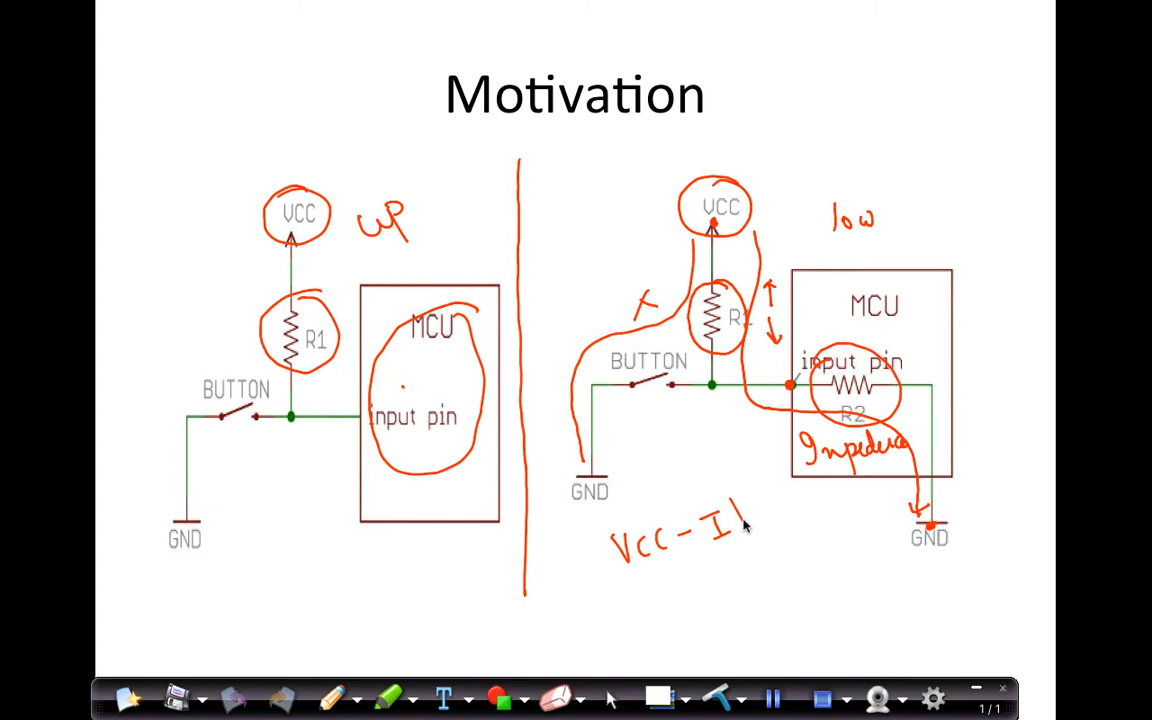 Motivation
VCC
up
R1
MCU
BUTTON
input pin
GND
VCC
low
X
R1
MCU
BUTTON
input pin
R2
Impedence
GND
VCC - I
GND
T
1/1